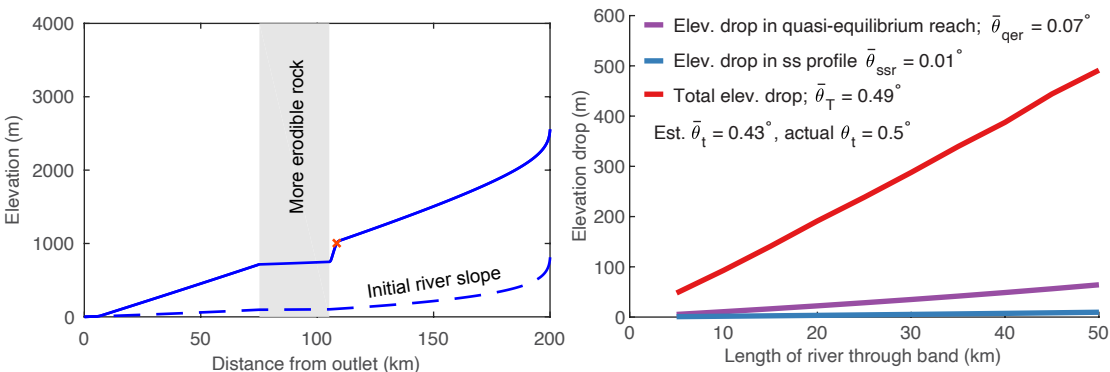 4000
3000
2000
1000
0
Elevation (m)
More erodible rock
Initial river slope
0
50
100
150
200
Distance from outlet (km)
600
500
400
300
200
100
0
Elevation drop (m)
Elev. drop in quasi-equilibrium reach; θ̄qer = 0.07°
Elev. drop in ss profile θ̄ssr = 0.01°
Total elev. drop; θ̄T = 0.49°
Est. θ̄t = 0.43°, actual θt = 0.5°
0
10
20
30
40
50
Length of river through band (km)